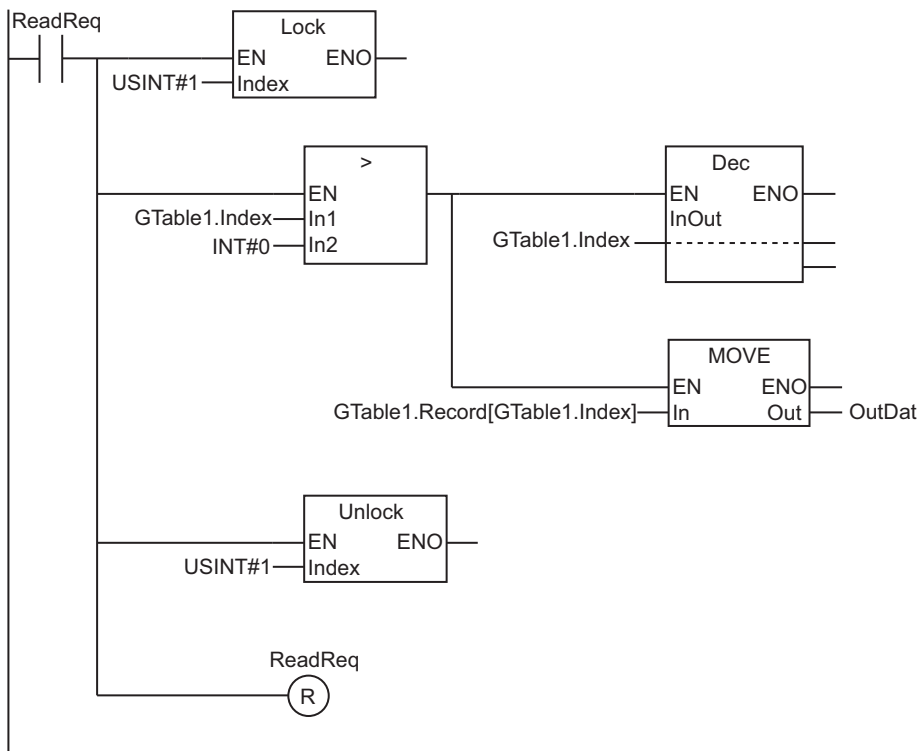 ReadReq
Lock
EN ENO
USINT#1 Index
>
EN
GTable1.Index In1
INT#0 In2
Dec
EN ENO
InOut
GTable1.Index
MOVE
EN ENO
GTable1.Record[GTable1.Index] In Out OutDat
Unlock
EN ENO
USINT#1 Index
ReadReq
R